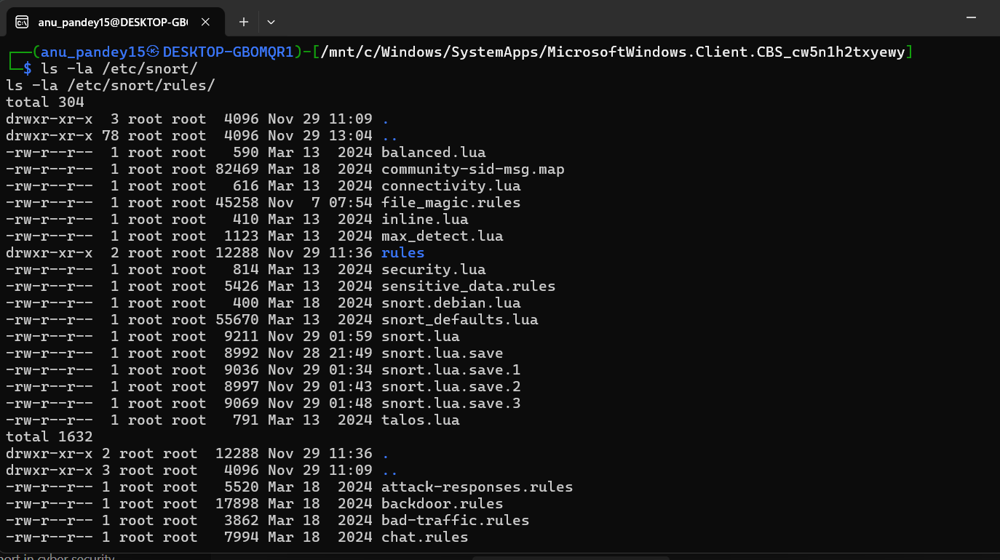 anu_pandey15@DESKTOP-GB
┌──(anu_pandey15㉿DESKTOP-GBOMQR1)-[/mnt/c/Windows/SystemApps/MicrosoftWindows.Client.CBS_cw5n1h2txyewy]
└─$ ls -la /etc/snort/
ls -la /etc/snort/rules/
total 304
drwxr-xr-x  3 root root  4096 Nov 29 11:09 .
drwxr-xr-x 78 root root  4096 Nov 29 13:04 ..
-rw-r--r--  1 root root   590 Mar 13  2024 balanced.lua
-rw-r--r--  1 root root 82469 Mar 18  2024 community-sid-msg.map
-rw-r--r--  1 root root   616 Mar 13  2024 connectivity.lua
-rw-r--r--  1 root root 45258 Nov  7 07:54 file_magic.rules
-rw-r--r--  1 root root   410 Mar 13  2024 inline.lua
-rw-r--r--  1 root root  1123 Mar 13  2024 max_detect.lua
drwxr-xr-x  2 root root 12288 Nov 29 11:36 rules
-rw-r--r--  1 root root   814 Mar 13  2024 security.lua
-rw-r--r--  1 root root  5426 Mar 13  2024 sensitive_data.rules
-rw-r--r--  1 root root   400 Mar 18  2024 snort.debian.lua
-rw-r--r--  1 root root 55670 Mar 13  2024 snort_defaults.lua
-rw-r--r--  1 root root  9211 Nov 29 01:59 snort.lua
-rw-r--r--  1 root root  8992 Nov 28 21:49 snort.lua.save
-rw-r--r--  1 root root  9036 Nov 29 01:34 snort.lua.save.1
-rw-r--r--  1 root root  8997 Nov 29 01:43 snort.lua.save.2
-rw-r--r--  1 root root  9069 Nov 29 01:48 snort.lua.save.3
-rw-r--r--  1 root root   791 Mar 13  2024 talos.lua
total 1632
drwxr-xr-x 2 root root  12288 Nov 29 11:36 .
drwxr-xr-x 3 root root   4096 Nov 29 11:09 ..
-rw-r--r-- 1 root root   5520 Mar 18  2024 attack-responses.rules
-rw-r--r-- 1 root root  17898 Mar 18  2024 backdoor.rules
-rw-r--r-- 1 root root   3862 Mar 18  2024 bad-traffic.rules
-rw-r--r-- 1 root root   7994 Mar 18  2024 chat.rules
in cyber security